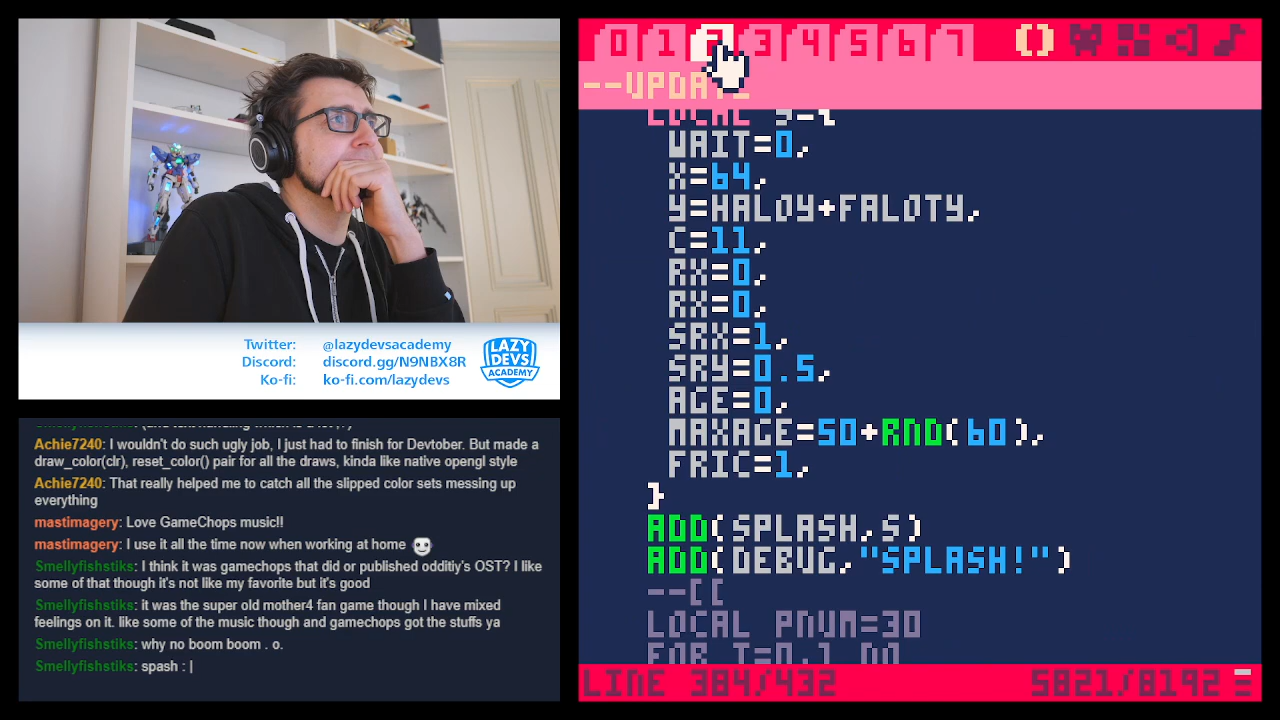 0 1 2 3 4 5 6 7 ()
--UPDATE
LOCAL S={
WAIT=0,
X=64,
Y=HALOY+FALOTY,
C=11,
RX=0,
RX=0,
SRX=1,
SRY=0.5,
AGE=0,
MAXAGE=50+RND(60),
FRIC=1,
}
ADD(SPLASH,S)
ADD(DEBUG,"SPLASH!")
--[[
LOCAL PNUM=30
FOR I=0,1 DO
LINE 384/432 5821/8192
Twitter: @lazydevsacademy
Discord: discord.gg/N9NBX8R
Ko-fi: ko-fi.com/lazydevs
LAZY
DEVS
ACADEMY
Achie7240: I wouldn't do such ugly job, I just had to finish for Devtober. But made a
draw_color(clr), reset_color() pair for all the draws, kinda like native opengl style
Achie7240: That really helped me to catch all the slipped color sets messing up
everything
mastimagery: Love GameChops music!!
mastimagery: I use it all the time now when working at home
Smellyfishstiks: I think it was gamechops that did or published odditiy's OST? I like
some of that though it's not like my favorite but it's good
Smellyfishstiks: it was the super old mother4 fan game though I have mixed
feelings on it. like some of the music though and gamechops got the stuffs ya
Smellyfishstiks: why no boom boom . o.
Smellyfishstiks: spash : |